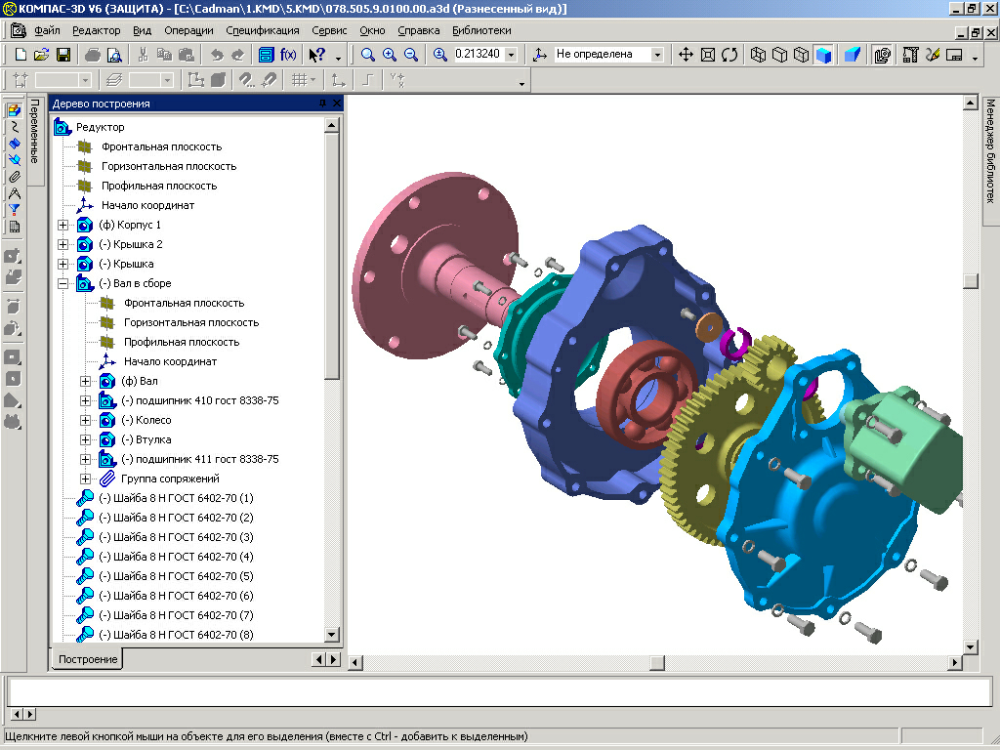 КОМПАС-3D V6 (ЗАЩИТА) - [C:\Cadman\1.KMD\5.KMD\078.505.9.0100.00.a3d (Разнесенный вид)]
Файл Редактор Вид Операции Спецификация Сервис Окно Справка Библиотеки
f(x) 0.213240 Не определена
Переменные
Дерево построения
Менеджер библиотек
Редуктор
Фронтальная плоскость
Горизонтальная плоскость
Профильная плоскость
Начало координат
(ф) Корпус 1
(-) Крышка 2
(-) Крышка
(-) Вал в сборе
Фронтальная плоскость
Горизонтальная плоскость
Профильная плоскость
Начало координат
(ф) Вал
(-) подшипник 410 гост 8338-75
(-) Колесо
(-) Втулка
(-) подшипник 411 гост 8338-75
Группа сопряжений
(-) Шайба 8 Н ГОСТ 6402-70 (1)
(-) Шайба 8 Н ГОСТ 6402-70 (2)
(-) Шайба 8 Н ГОСТ 6402-70 (3)
(-) Шайба 8 Н ГОСТ 6402-70 (4)
(-) Шайба 8 Н ГОСТ 6402-70 (5)
(-) Шайба 8 Н ГОСТ 6402-70 (6)
(-) Шайба 8 Н ГОСТ 6402-70 (7)
(-) Шайба 8 Н ГОСТ 6402-70 (8)
Построение
Щелкните левой кнопкой мыши на объекте для его выделения (вместе с Ctrl - добавить к выделенным)